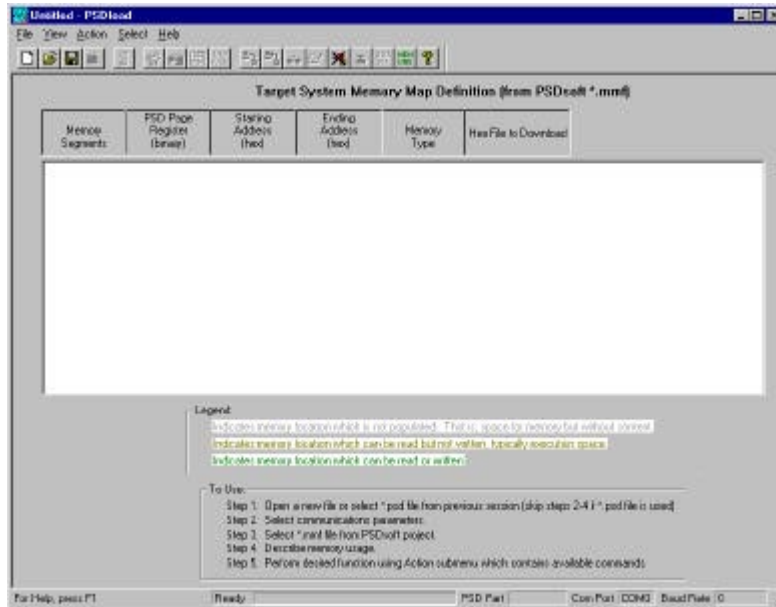 Untitled - PSDload
File View Action Select Help
Target System Memory Map Definition (from PSDsoft *.mmf)
Memory Segments
PSD Page Register (binary)
Starting Address (hex)
Ending Address (hex)
Memory Type
Hex File to Download
Legend:
Indicates memory location which is not populated. That is, space for memory but without content.
Indicates memory location which can be read but not written, typically execution space.
Indicates memory location which can be read or written.
To Use:
Step 1: Open a new file or select *.psd file from previous session (skip steps 2-4 if *.psd file is used)
Step 2: Select communications parameters.
Step 3: Select *.mmf file from PSDsoft project.
Step 4: Describe memory usage.
Step 5: Perform desired function using Action submenu which contains available commands.
For Help, press F1
Ready
PSD Part
Com Port
Baud Rate 0